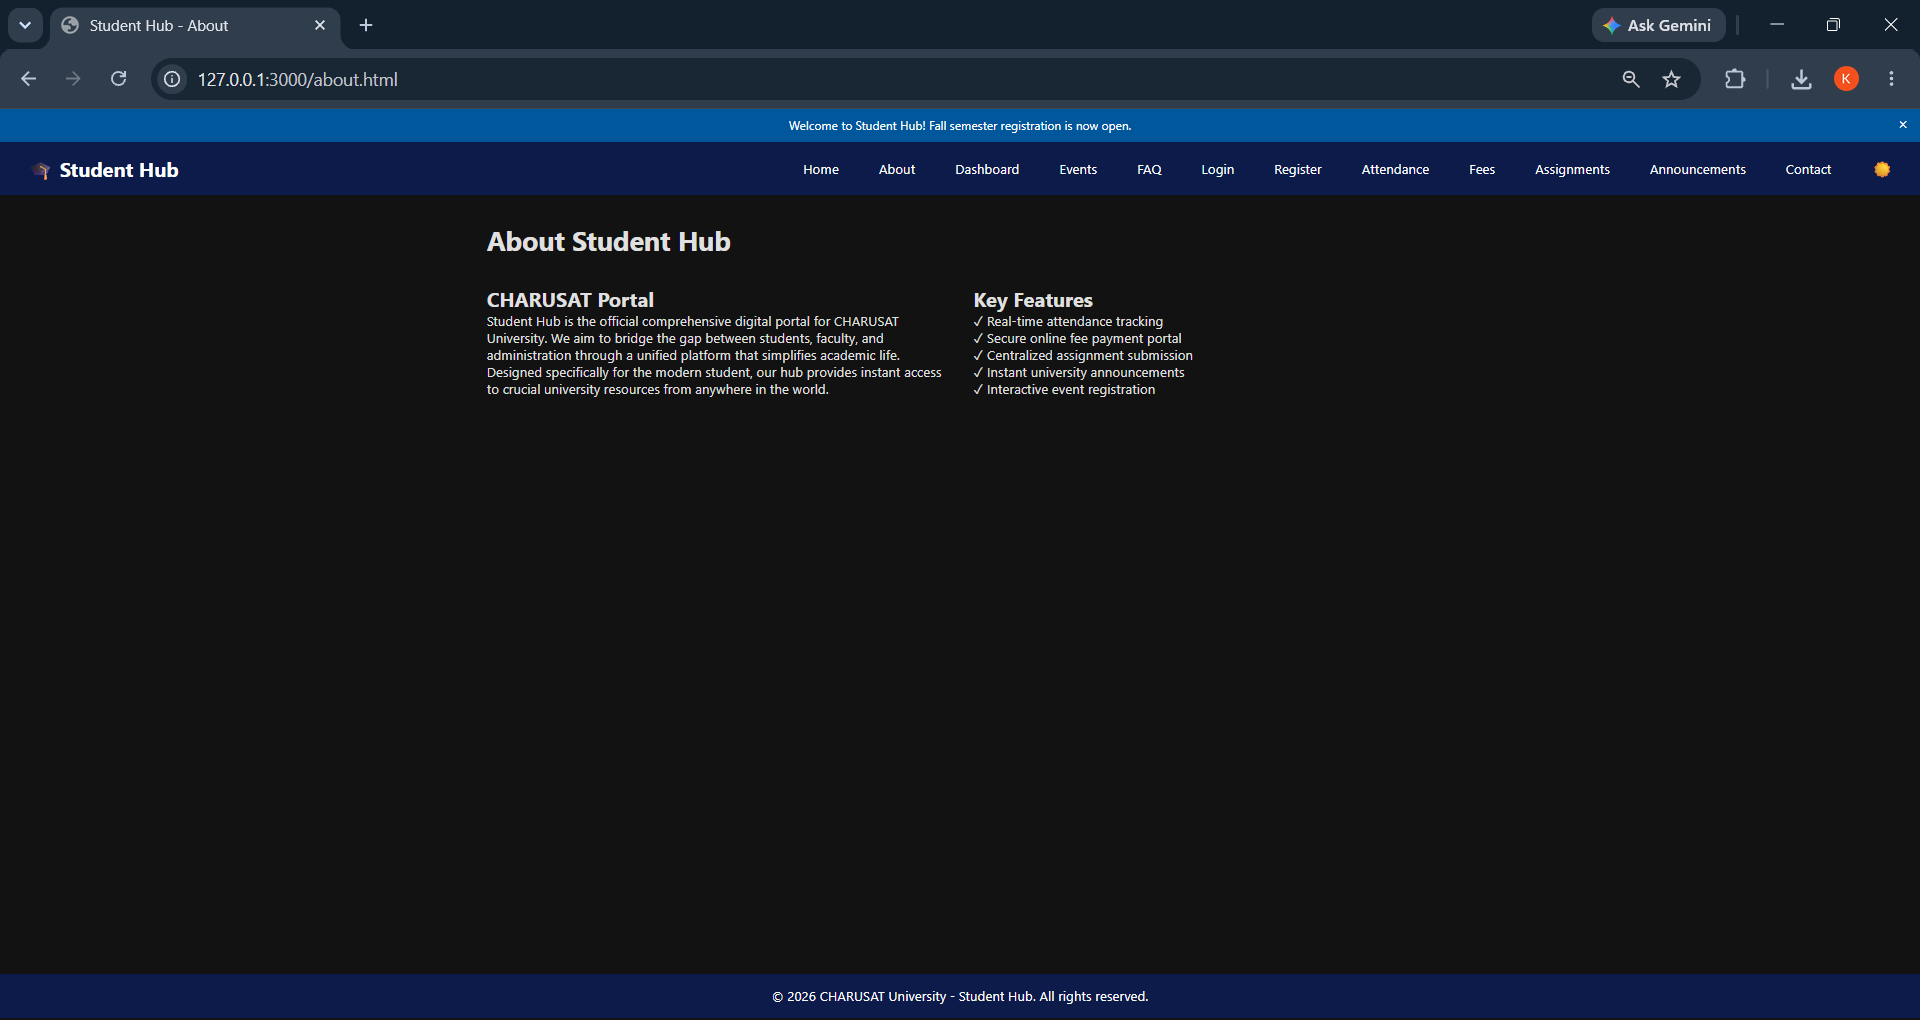 Student Hub - About
Ask Gemini
127.0.0.1:3000/about.html
K
Welcome to Student Hub! Fall semester registration is now open.
Student Hub
Home About Dashboard Events FAQ Login Register Attendance Fees Assignments Announcements Contact
About Student Hub
CHARUSAT Portal
Student Hub is the official comprehensive digital portal for CHARUSAT
University. We aim to bridge the gap between students, faculty, and
administration through a unified platform that simplifies academic life.
Designed specifically for the modern student, our hub provides instant access
to crucial university resources from anywhere in the world.
Key Features
✓ Real-time attendance tracking
✓ Secure online fee payment portal
✓ Centralized assignment submission
✓ Instant university announcements
✓ Interactive event registration
© 2026 CHARUSAT University - Student Hub. All rights reserved.